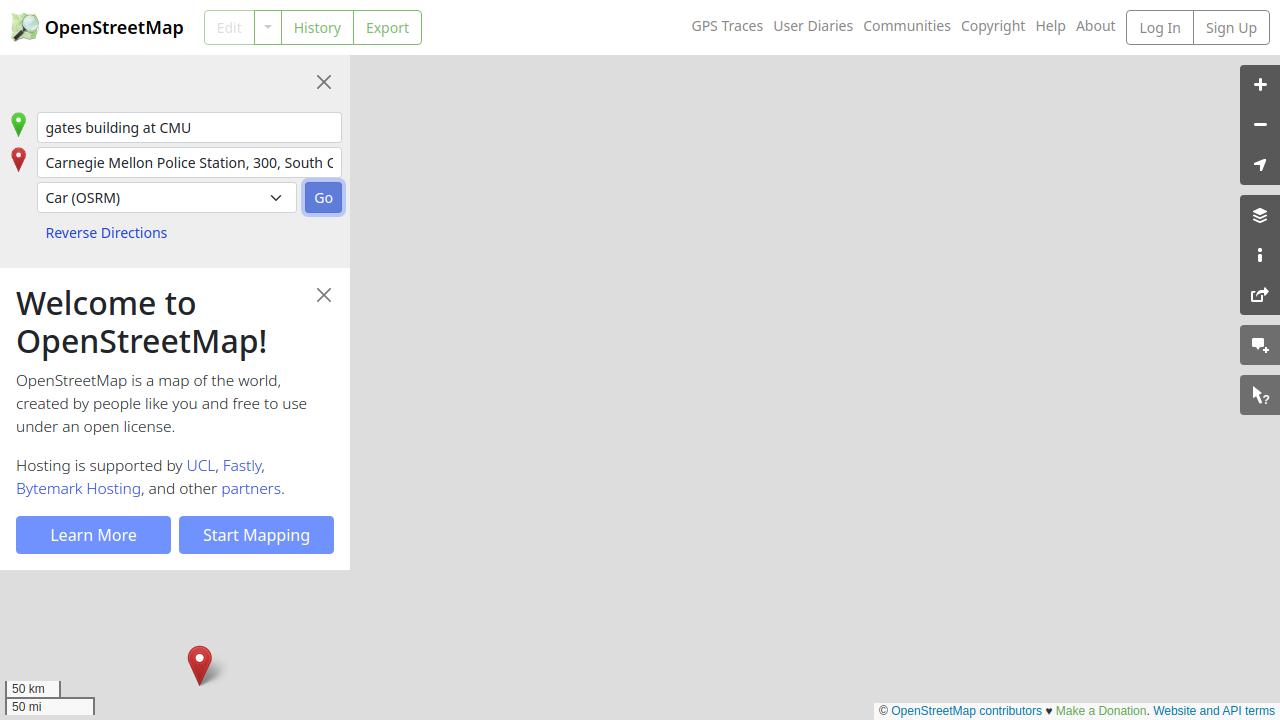 OpenStreetMap
Edit
History
Export
GPS Traces
User Diaries
Communities
Copyright
Help
About
Log In
Sign Up
gates building at CMU
Carnegie Mellon Police Station, 300, South C
Car (OSRM)
Go
Reverse Directions
Welcome to
OpenStreetMap!
OpenStreetMap is a map of the world,
created by people like you and free to use
under an open license.
Hosting is supported by UCL, Fastly,
Bytemark Hosting, and other partners.
Learn More
Start Mapping
50 km
50 mi
© OpenStreetMap contributors ♥ Make a Donation. Website and API terms